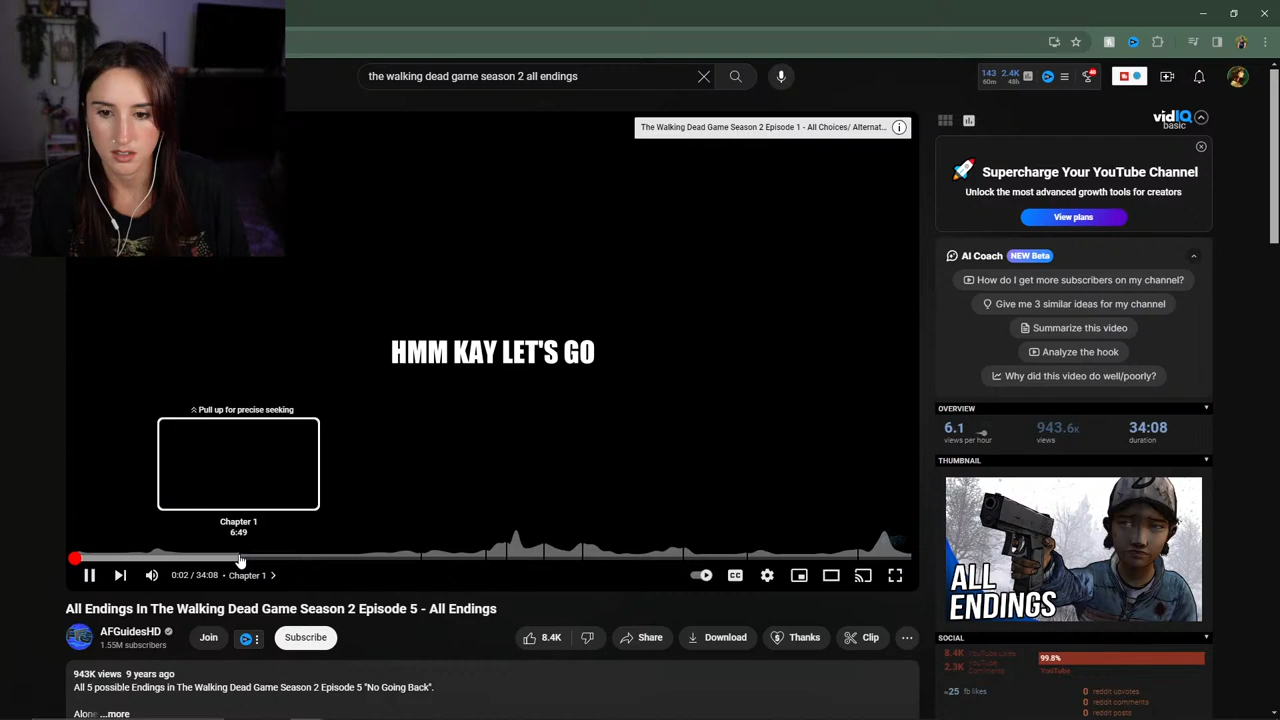 the walking dead game season 2 all endings
143
60m
2.4K
48h
The Walking Dead Game Season 2 Episode 1 - All Choices/ Alternat...
HMM KAY LET'S GO
Pull up for precise seeking
Chapter 1
6:49
0:02 / 34:08 • Chapter 1
All Endings In The Walking Dead Game Season 2 Episode 5 - All Endings
AFGuidesHD
1.55M subscribers
Join
Subscribe
8.4K
Share
Download
Thanks
Clip
943K views 9 years ago
All 5 possible Endings in The Walking Dead Game Season 2 Episode 5 "No Going Back".
Alone ...more
vidIQ
basic
Supercharge Your YouTube Channel
Unlock the most advanced growth tools for creators
View plans
AI Coach NEW Beta
How do I get more subscribers on my channel?
Give me 3 similar ideas for my channel
Summarize this video
Analyze the hook
Why did this video do well/poorly?
OVERVIEW
6.1
views per hour
943.6K
views
34:08
duration
THUMBNAIL
ALL
ENDINGS
SOCIAL
8.4K YouTube Likes
2.3K YouTube Comments
99.8%
YouTube
25 fb likes
0 reddit upvotes
0 reddit comments
0 reddit posts